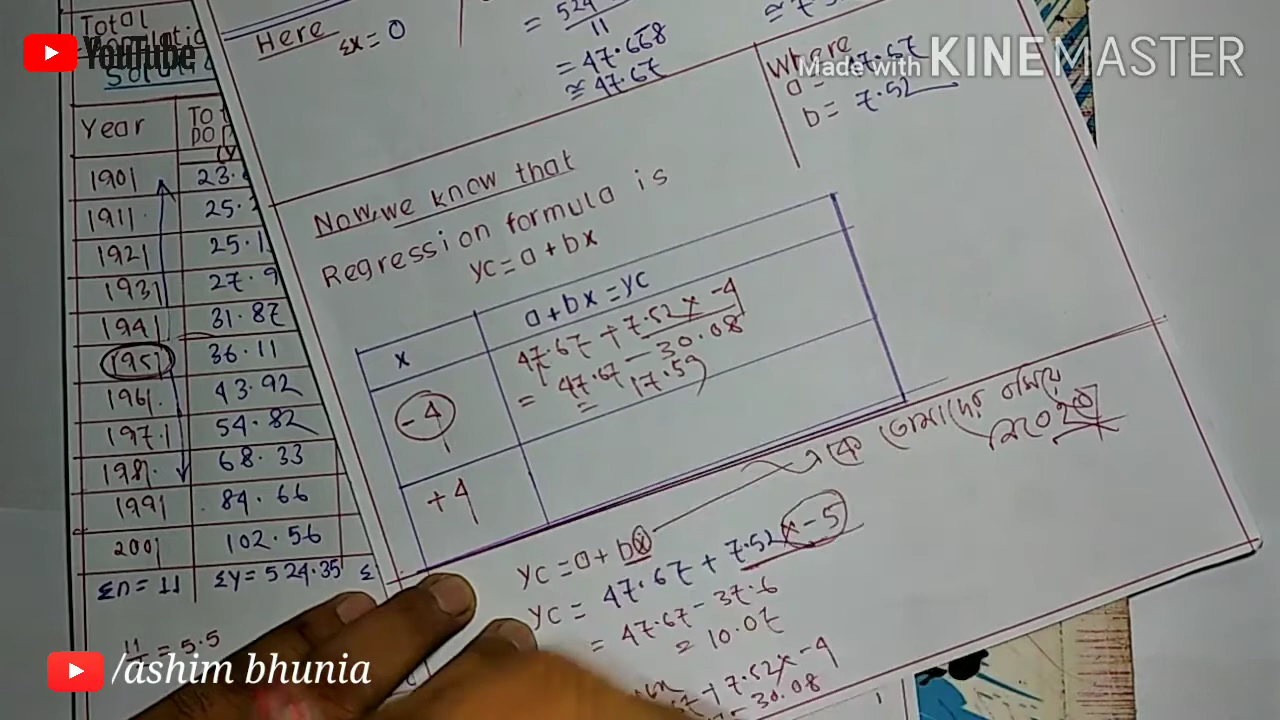 Total
YouTube
Year
1901 23.
1911 25.
1921 25.1
1931 27.9
1941 31.87
1951 36.11
1961 43.92
1971 54.82
1981 68.33
1991 84.66
2001 102.56
Σn = 11 Σy = 524.35 Σ
11 = 5.5
/ashim bhunia
Here Σx = 0
= 524
11
= 47.668
≅ 47.67
Made with KINEMASTER
Where
a = 47.67
b = 7.52
Now, we know that
Regression formula is
yc = a + bx
x a + bx = yc
-4 47.67 + 7.52 x -4
= 47.67 - 30.08
= 17.59
+4
yc = a + bx
yc = 47.67 + 7.52 x -5
= 47.67 - 37.6
= 10.07
+ 7.52 x -4
- 30.08